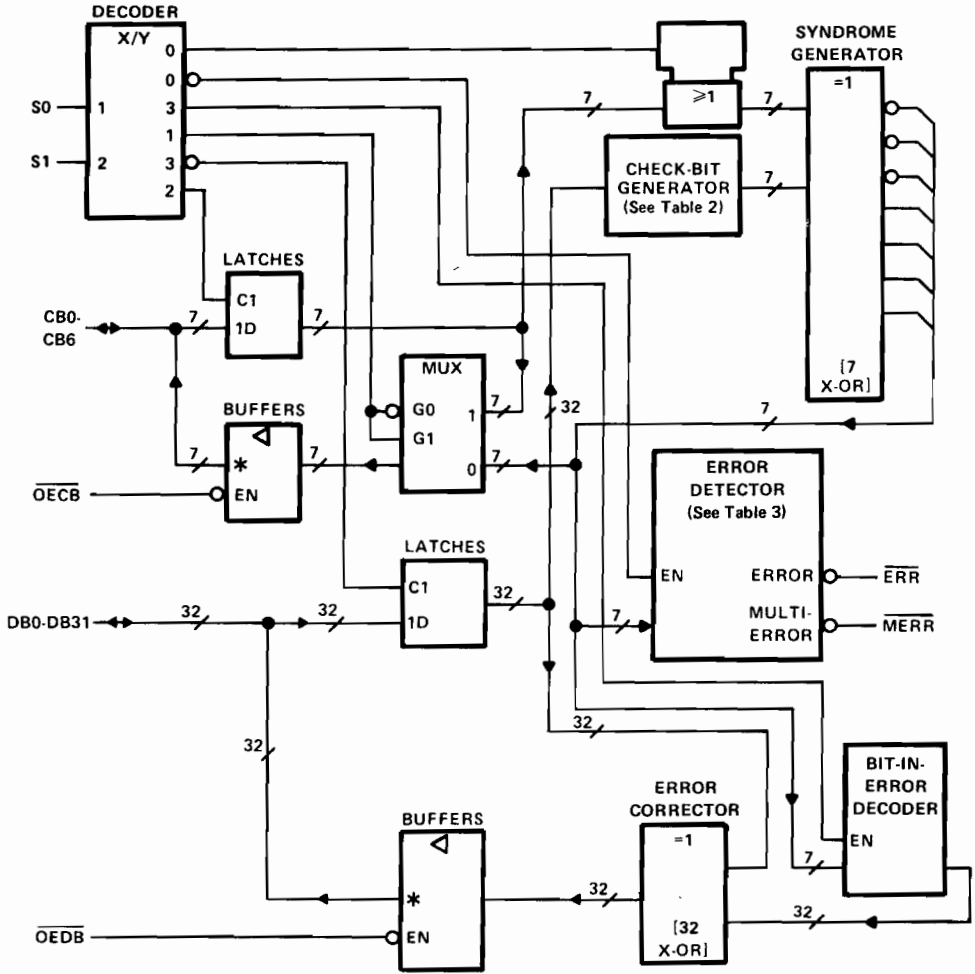 DECODER
X/Y
0
0
3
1
3
2
S0
1
S1
2
≥1
7
7
SYNDROME
GENERATOR
=1
[7
X-OR]
CHECK-BIT
GENERATOR
(See Table 2)
7
LATCHES
C1
1D
CB0-
CB6
7
7
MUX
G0
G1
1
0
7
7
32
7
BUFFERS
*
EN
7
7
OECB
ERROR
DETECTOR
(See Table 3)
EN
ERROR
MULTI-
ERROR
ERR
MERR
7
LATCHES
C1
1D
DB0-DB31
32
32
32
32
32
BIT-IN-
ERROR
DECODER
EN
7
32
ERROR
CORRECTOR
=1
[32
X-OR]
32
BUFFERS
*
EN
OEDB